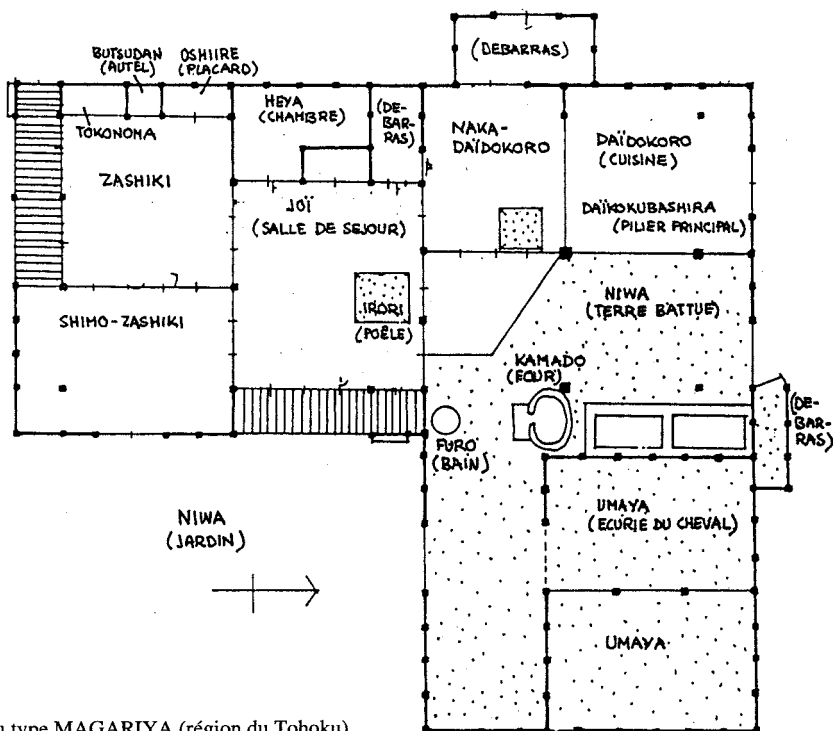 (DEBARRAS)
BUTSUDAN
(AUTEL)
OSHIIRE
(PLACARD)
TOKONOMA
HEYA
(CHAMBRE)
(DE-
BAR-
RAS)
NAKA-
DAÏDOKORO
DAÏDOKORO
(CUISINE)
ZASHIKI
JOÏ
(SALLE DE SEJOUR)
DAÏKOKUBASHIRA
(PILIER PRINCIPAL)
SHIMO-ZASHIKI
IRORI
(POÊLE)
NIWA
(TERRE BATTUE)
KAMADO
(FOUR)
(DE-
BAR-
RAS)
FURO
(BAIN)
NIWA
(JARDIN)
UMAYA
(ECURIE DU CHEVAL)
UMAYA
type MAGARIYA (région du Tohoku)